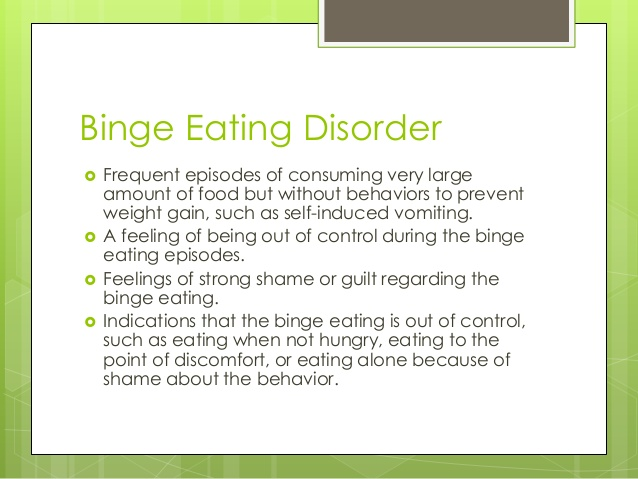 Binge Eating Disorder
Frequent episodes of consuming very large
amount of food but without behaviors to prevent
weight gain, such as self-induced vomiting.
A feeling of being out of control during the binge
eating episodes.
Feelings of strong shame or guilt regarding the
binge eating.
Indications that the binge eating is out of control,
such as eating when not hungry, eating to the
point of discomfort, or eating alone because of
shame about the behavior.